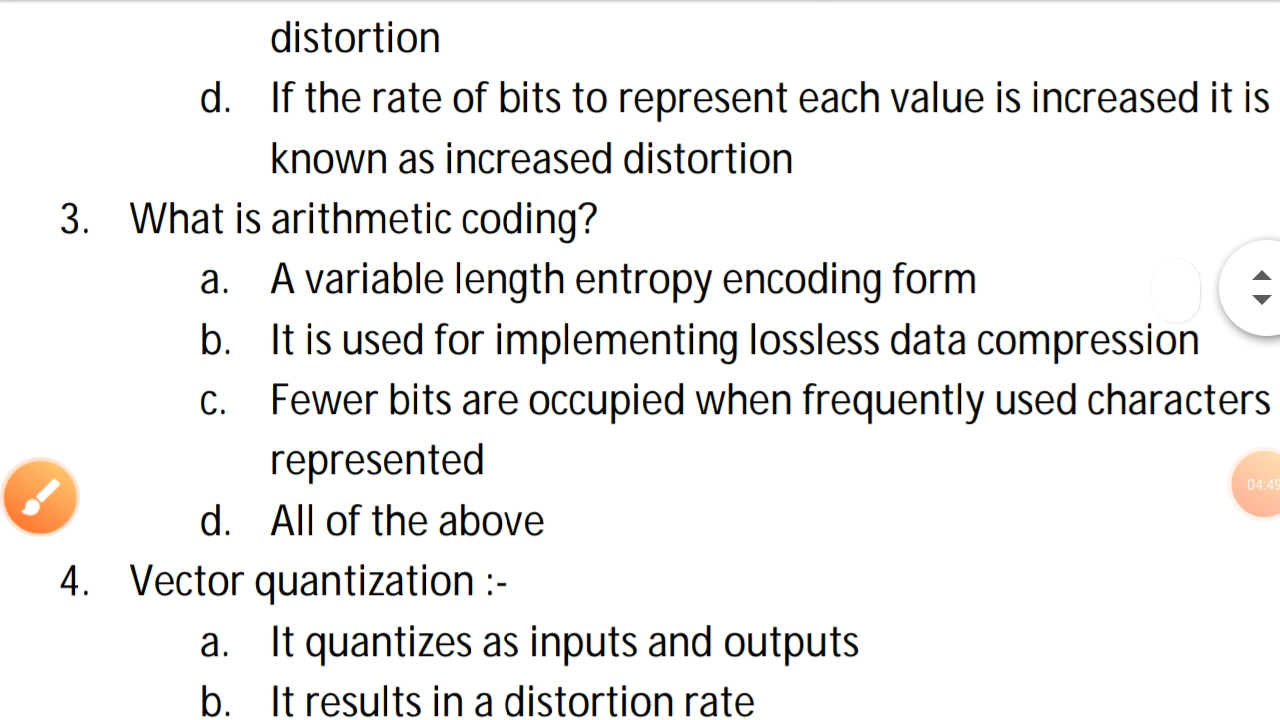 distortion
d. If the rate of bits to represent each value is increased it is
known as increased distortion
3. What is arithmetic coding?
a. A variable length entropy encoding form
b. It is used for implementing lossless data compression
c. Fewer bits are occupied when frequently used characters
represented
04:49
d. All of the above
4. Vector quantization :-
a. It quantizes as inputs and outputs
b. It results in a distortion rate